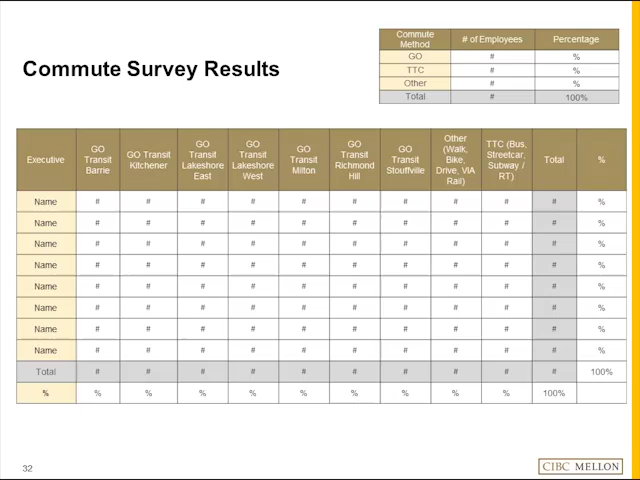 Commute Survey Results
Commute Method # of Employees Percentage
GO # %
TTC # %
Other # %
Total # 100%
Executive GO Transit Barrie GO Transit Kitchener GO Transit Lakeshore East GO Transit Lakeshore West GO Transit Milton GO Transit Richmond Hill GO Transit Stouffville Other (Walk, Bike, Drive, VIA Rail) TTC (Bus, Streetcar, Subway / RT) Total %
Name # # # # # # # # # # %
Name # # # # # # # # # # %
Name # # # # # # # # # # %
Name # # # # # # # # # # %
Name # # # # # # # # # # %
Name # # # # # # # # # # %
Name # # # # # # # # # # %
Name # # # # # # # # # # %
Total # # # # # # # # # # 100%
% % % % % % % % % % 100%
32
CIBC MELLON